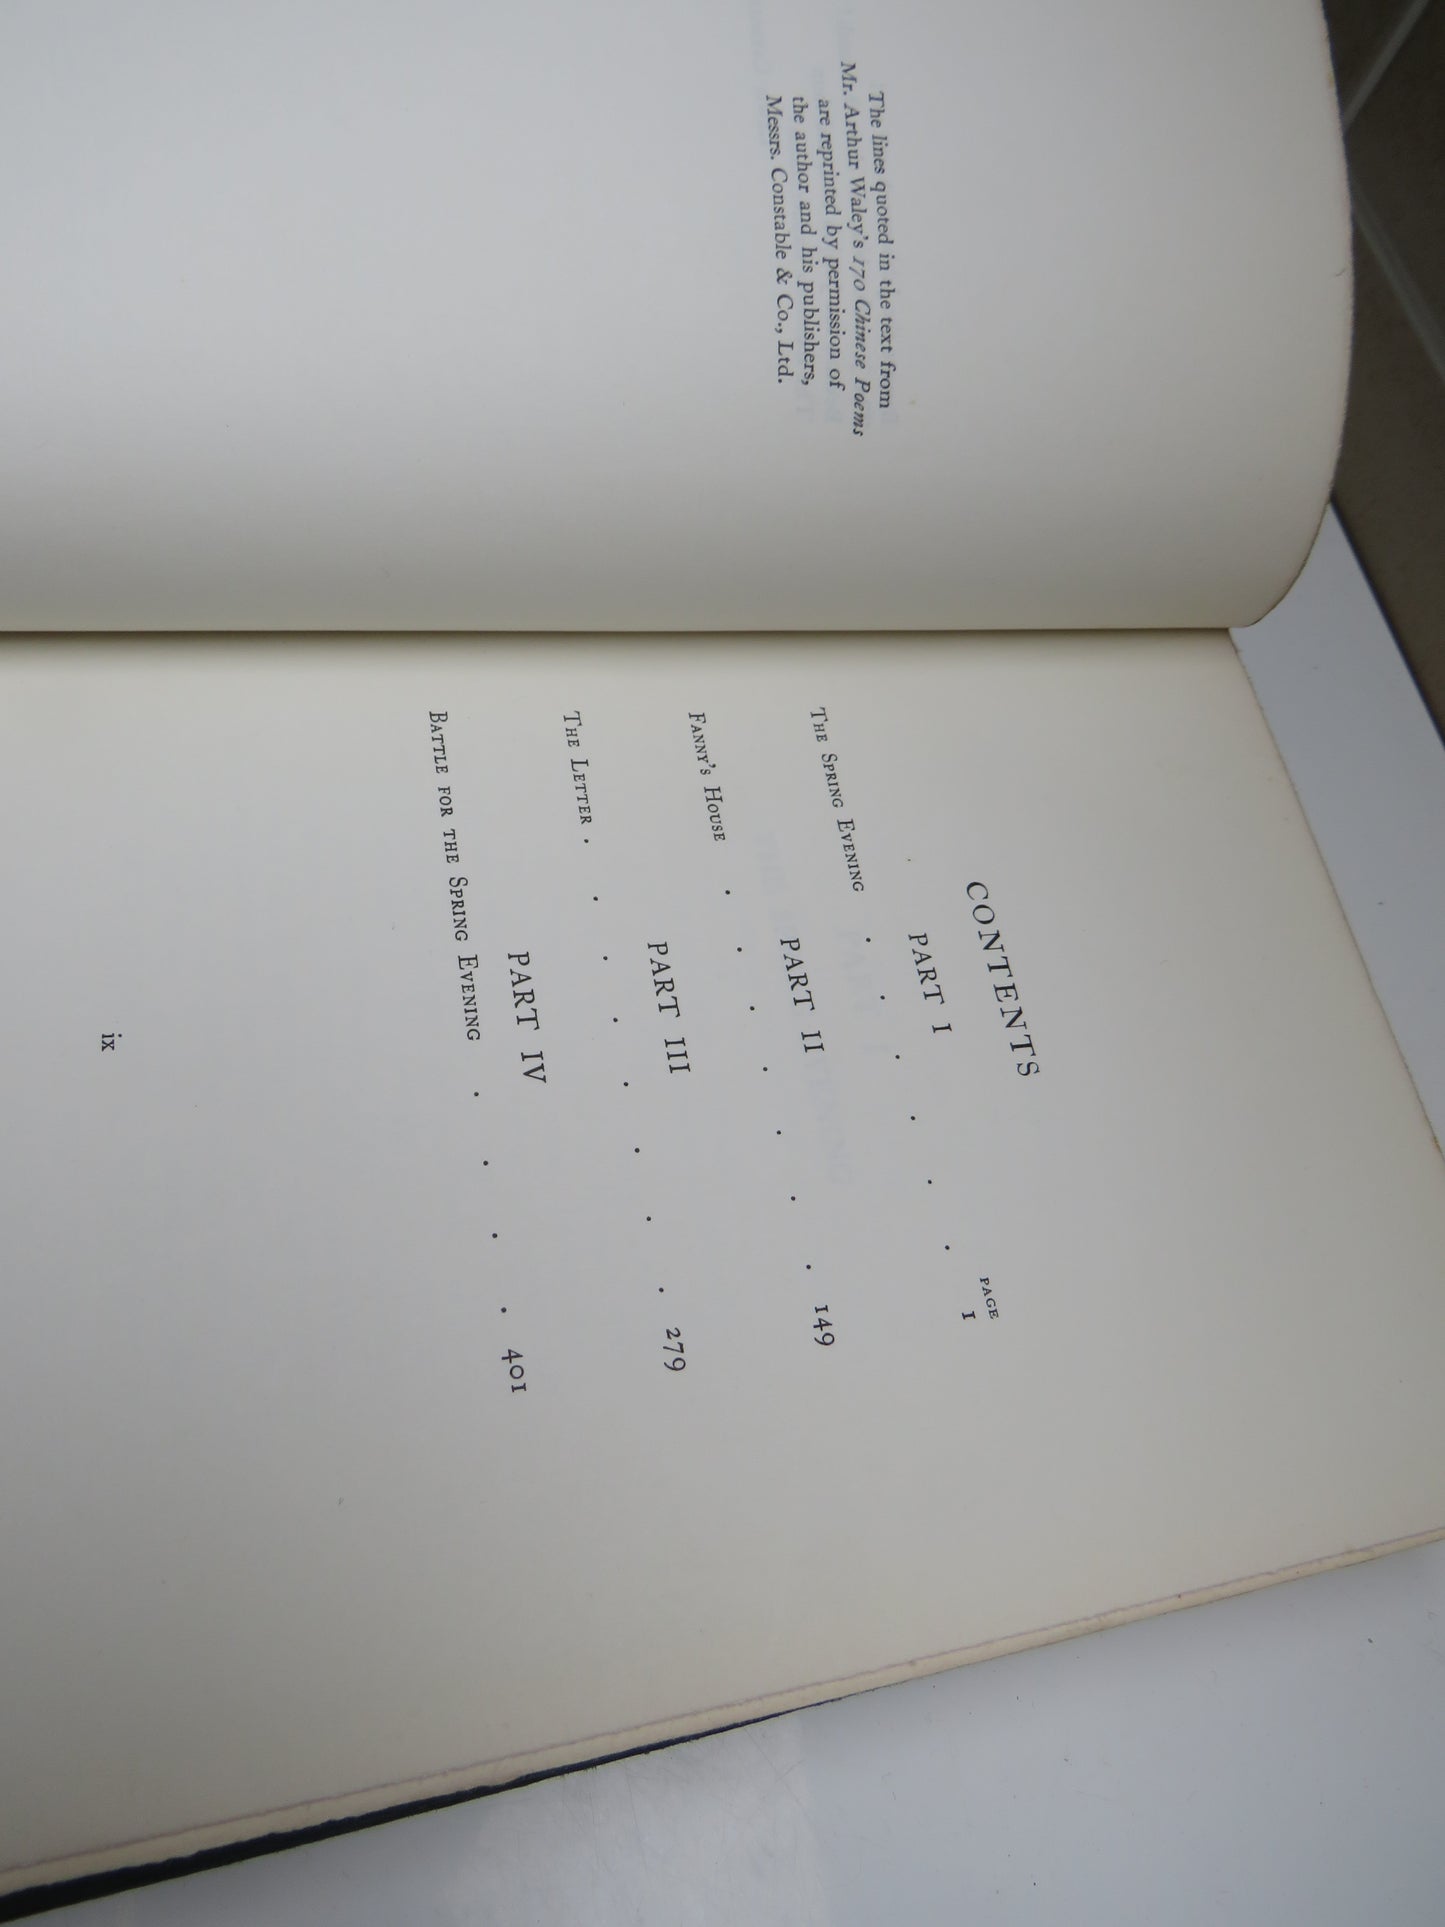 The lines quoted in the text from
Mr. Arthur Waley's 170 Chinese Poems
are reprinted by permission of
the author and his publishers,
Messrs. Constable & Co., Ltd.
CONTENTS
PART I
PAGE
The Spring Evening . . . . . . 1
PART II
Fanny's House . . . . . . . 149
PART III
The Letter . . . . . . . . 279
PART IV
Battle for the Spring Evening . . . . 401
ix